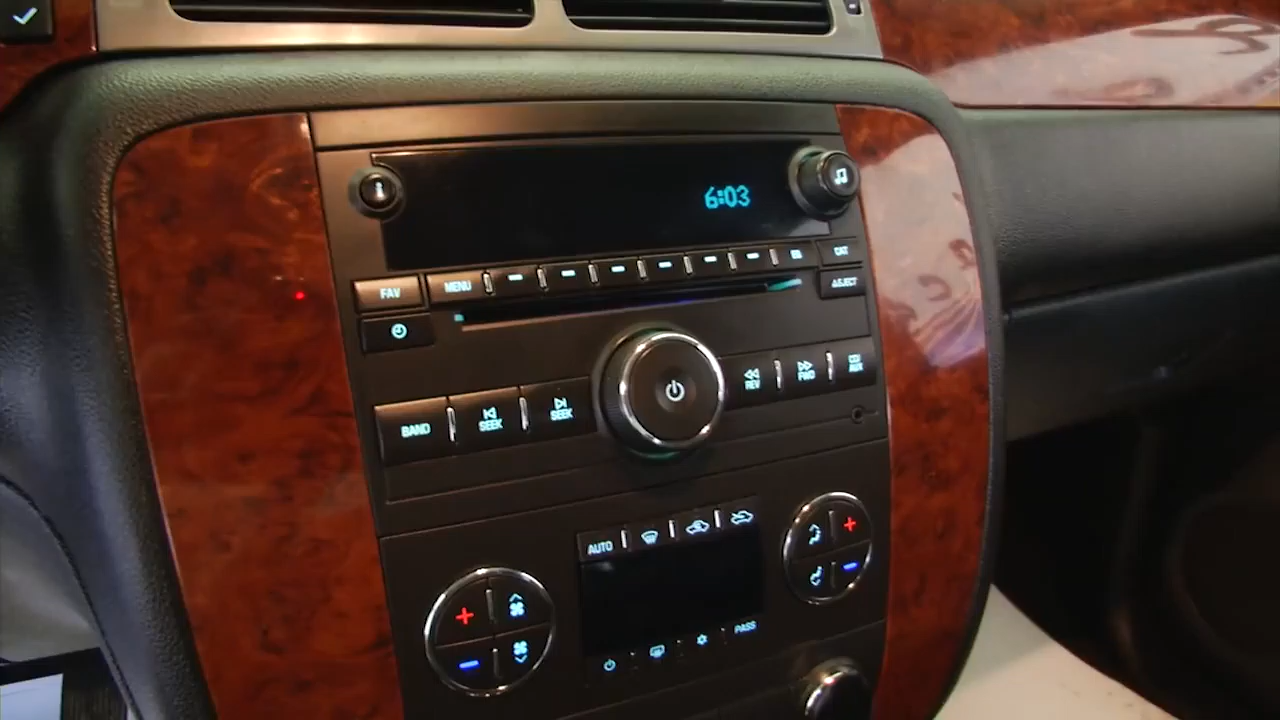 6:03
CAT
FAV MENU
EJECT
REV FWD CD AUX
BAND SEEK SEEK
AUTO
PASS